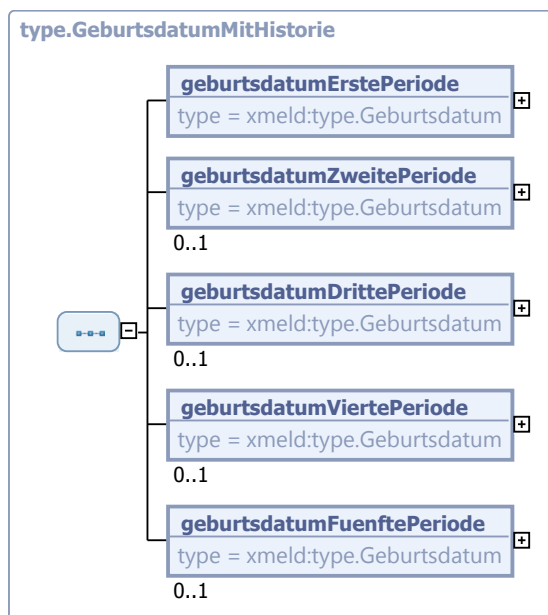 type.GeburtsdatumMitHistorie
geburtsdatumErstePeriode
type = xmeld:type.Geburtsdatum
geburtsdatumZweitePeriode
type = xmeld:type.Geburtsdatum
0..1
geburtsdatumDrittePeriode
type = xmeld:type.Geburtsdatum
0..1
geburtsdatumViertePeriode
type = xmeld:type.Geburtsdatum
0..1
geburtsdatumFuenftePeriode
type = xmeld:type.Geburtsdatum
0..1